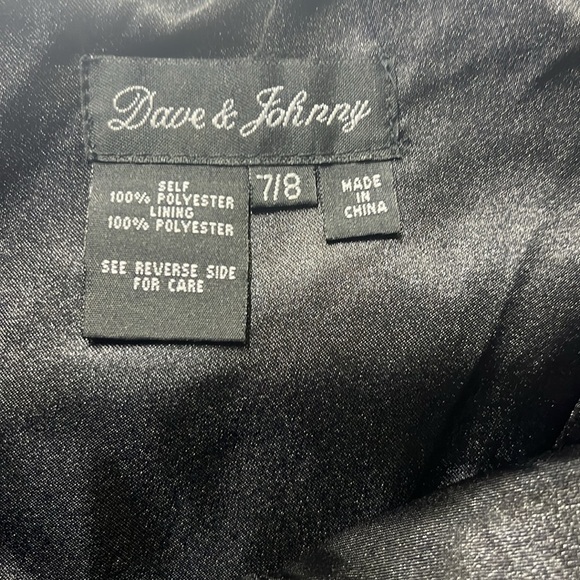 Dave & Johnny
SELF
100% POLYESTER
LINING
100% POLYESTER
SEE REVERSE SIDE
FOR CARE
7/8
MADE
IN
CHINA